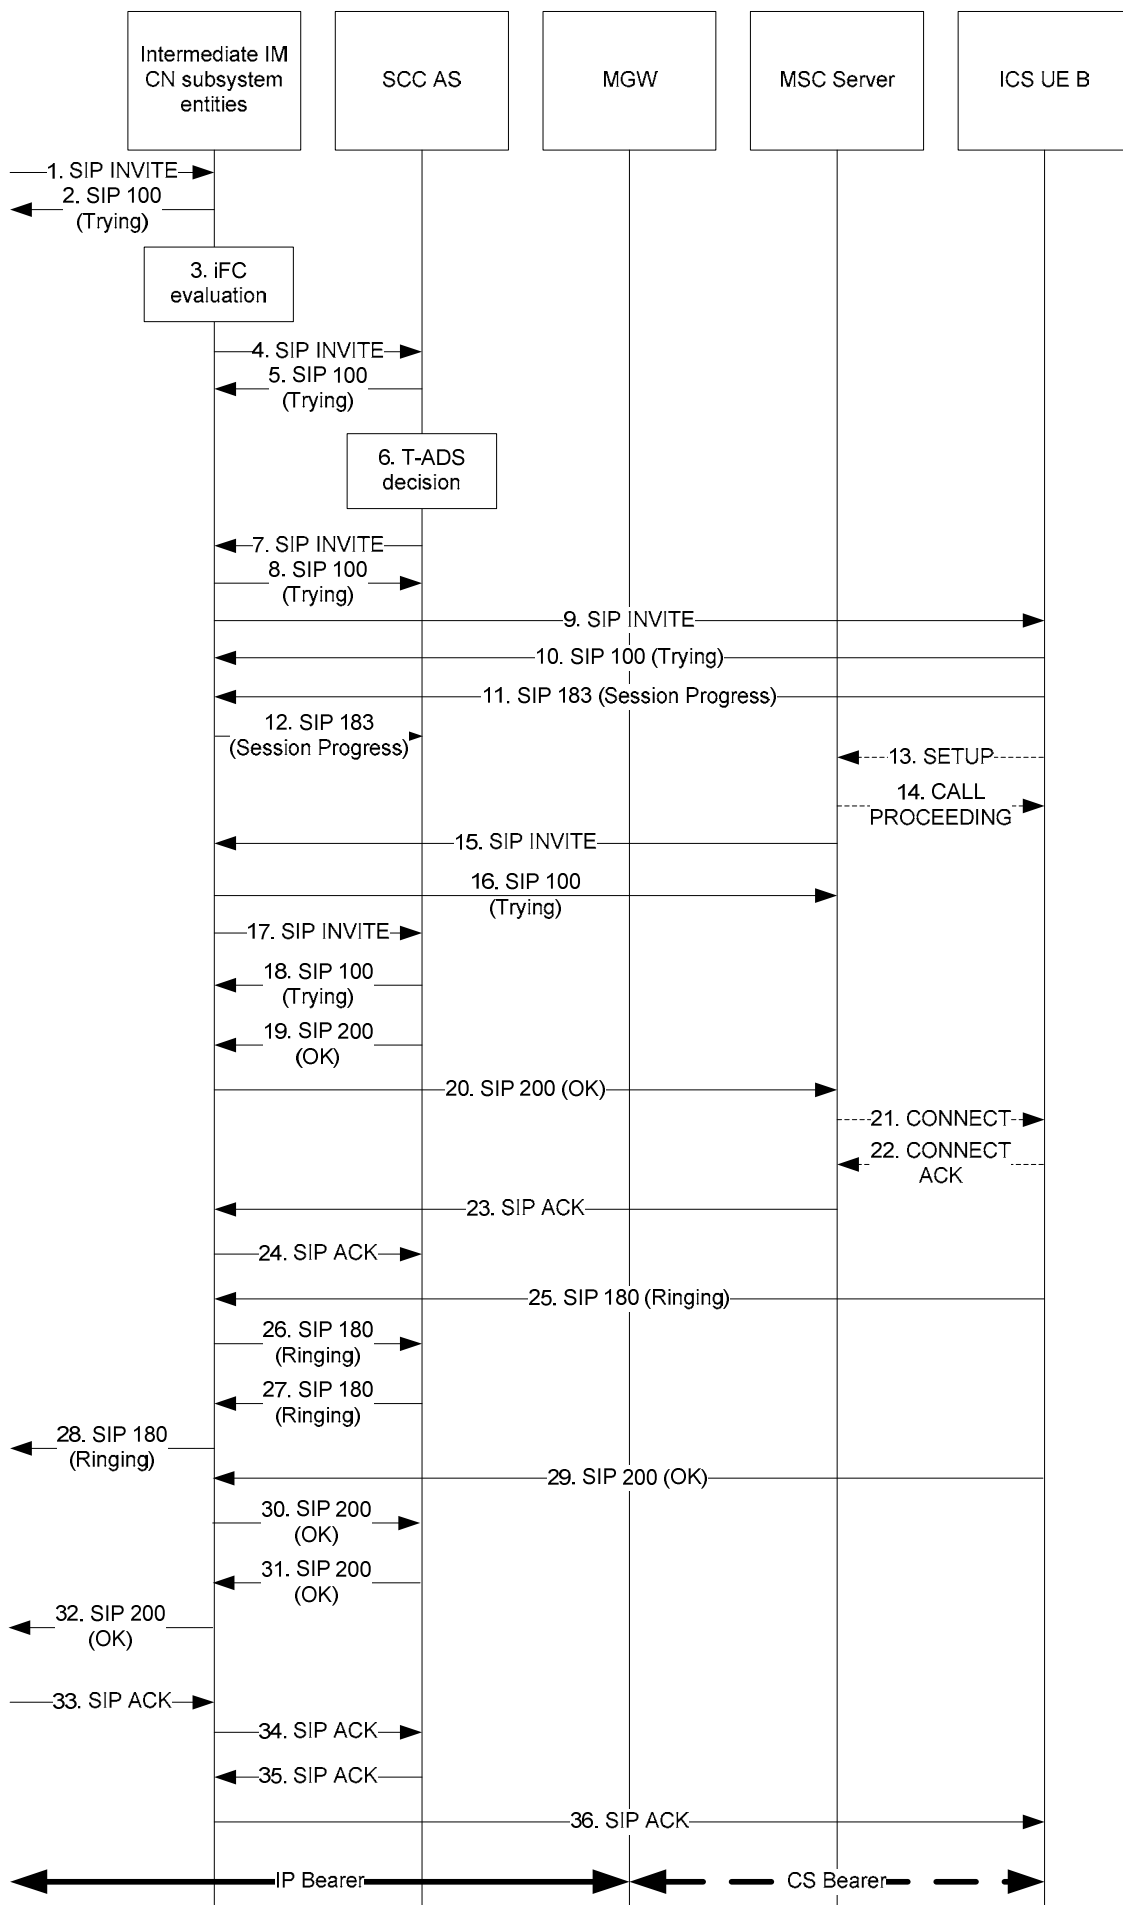 Intermediate IM
CN subsystem
entities
SCC AS
MGW
MSC Server
ICS UE B
1. SIP INVITE
2. SIP 100
(Trying)
3. iFC
evaluation
4. SIP INVITE
5. SIP 100
(Trying)
6. T-ADS
decision
7. SIP INVITE
8. SIP 100
(Trying)
9. SIP INVITE
10. SIP 100 (Trying)
11. SIP 183 (Session Progress)
12. SIP 183
(Session Progress)
13. SETUP
14. CALL
PROCEEDING
15. SIP INVITE
16. SIP 100
(Trying)
17. SIP INVITE
18. SIP 100
(Trying)
19. SIP 200
(OK)
20. SIP 200 (OK)
21. CONNECT
22. CONNECT
ACK
23. SIP ACK
24. SIP ACK
25. SIP 180 (Ringing)
26. SIP 180
(Ringing)
27. SIP 180
(Ringing)
28. SIP 180
(Ringing)
29. SIP 200 (OK)
30. SIP 200
(OK)
31. SIP 200
(OK)
32. SIP 200
(OK)
33. SIP ACK
34. SIP ACK
35. SIP ACK
36. SIP ACK
IP Bearer
CS Bearer